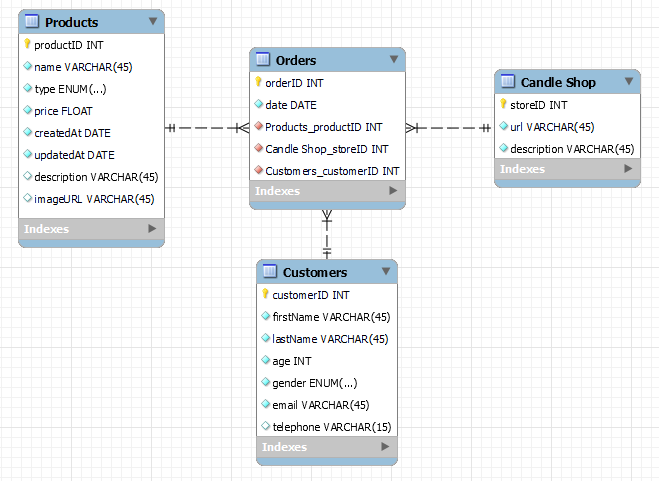 Products
productID INT
name VARCHAR(45)
type ENUM(...)
price FLOAT
createdAt DATE
updatedAt DATE
description VARCHAR(45)
imageURL VARCHAR(45)
Indexes
Orders
orderID INT
date DATE
Products_productID INT
Candle Shop_storeID INT
Customers_customerID INT
Indexes
Candle Shop
storeID INT
url VARCHAR(45)
description VARCHAR(45)
Indexes
Customers
customerID INT
firstName VARCHAR(45)
lastName VARCHAR(45)
age INT
gender ENUM(...)
email VARCHAR(45)
telephone VARCHAR(15)
Indexes